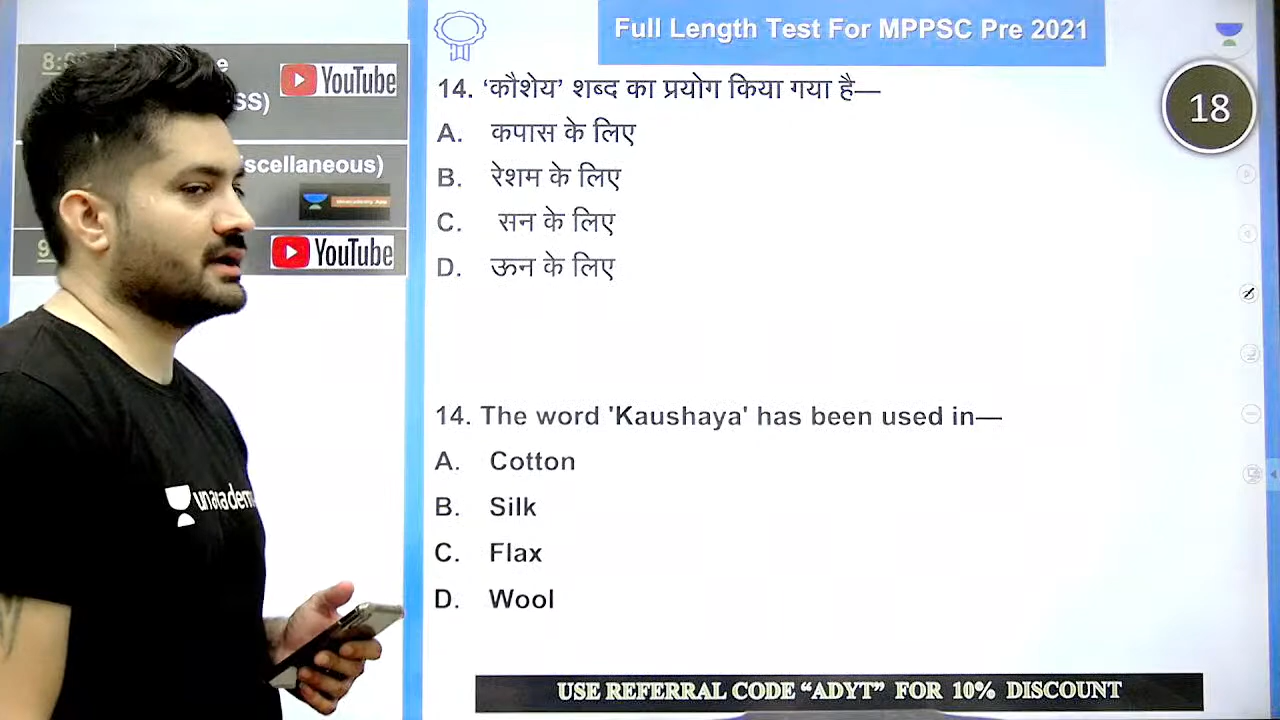 Full Length Test For MPPSC Pre 2021
18
YouTube
SS)
iscellaneous)
YouTube
14. ‘कौशेय’ शब्द का प्रयोग किया गया है—
A. कपास के लिए
B. रेशम के लिए
C. सन के लिए
D. ऊन के लिए
14. The word 'Kaushaya' has been used in—
A. Cotton
B. Silk
C. Flax
D. Wool
USE REFERRAL CODE “ADYT” FOR 10% DISCOUNT